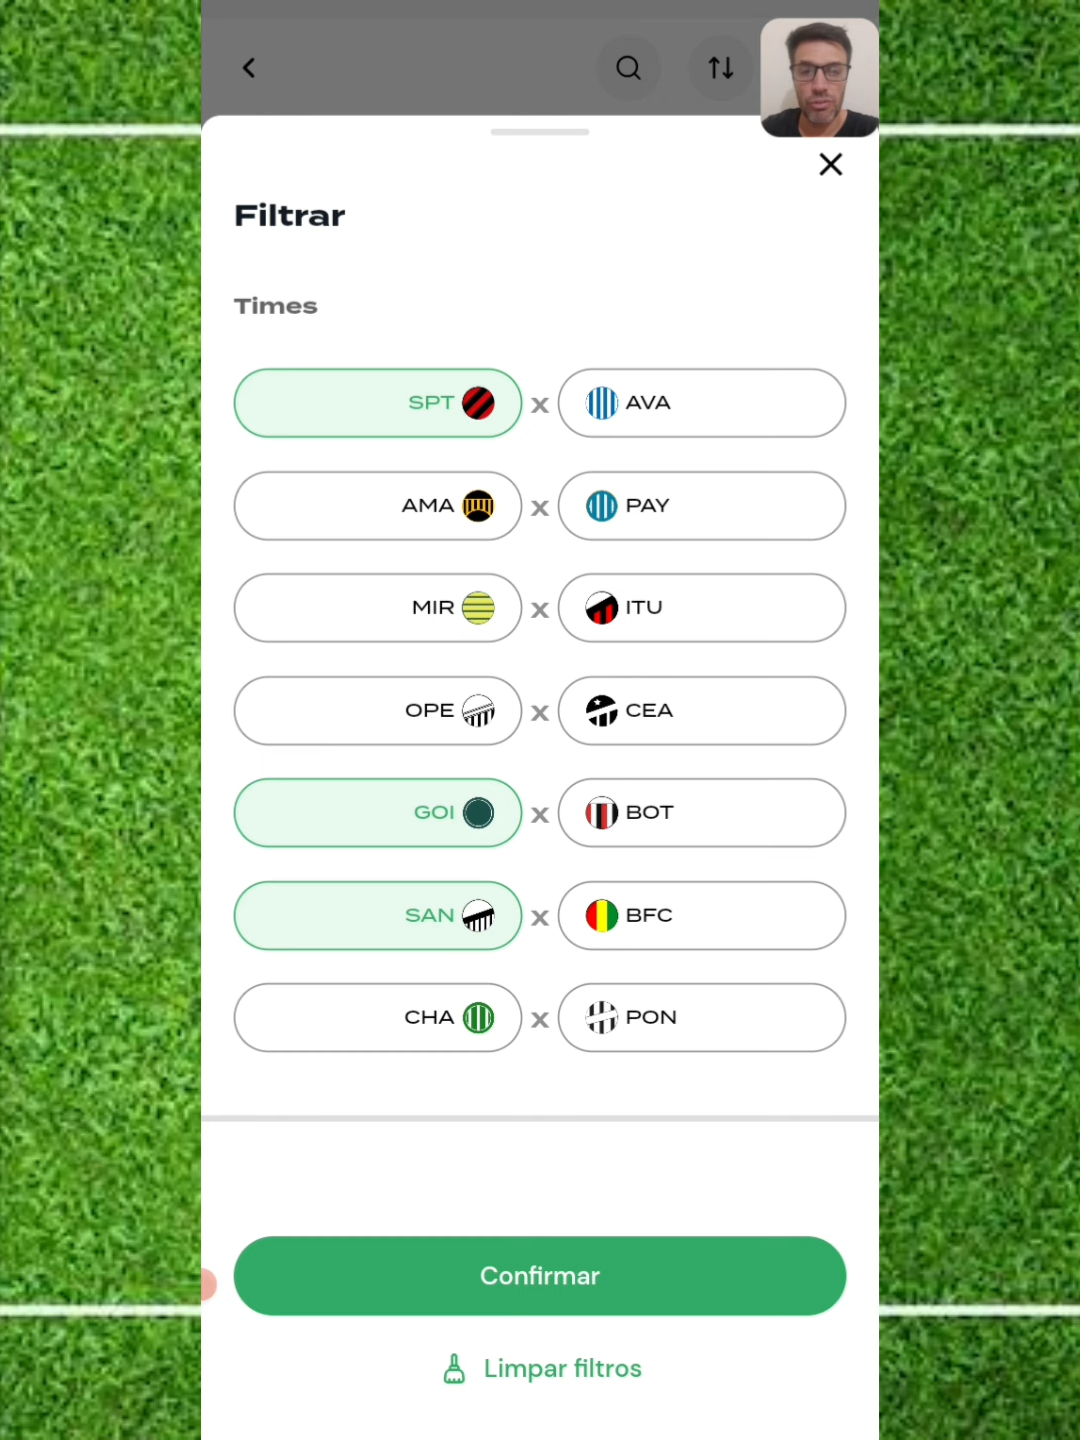 Filtrar
Times
SPT x AVA
AMA x PAY
MIR x ITU
OPE x CEA
GOI x BOT
SAN x BFC
CHA x PON
Confirmar
Limpar filtros